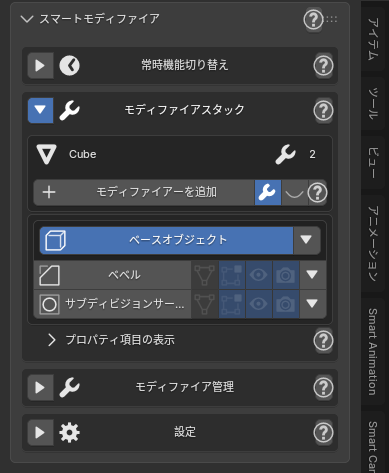 スマートモディファイア
常時機能切り替え
モディファイアスタック
Cube 2
モディファイアーを追加
ベースオブジェクト
ベベル
サブディビジョンサー...
プロパティ項目の表示
モディファイア管理
設定
アイテム
ツール
ビュー
アニメーション
Smart Animation
Smart Car